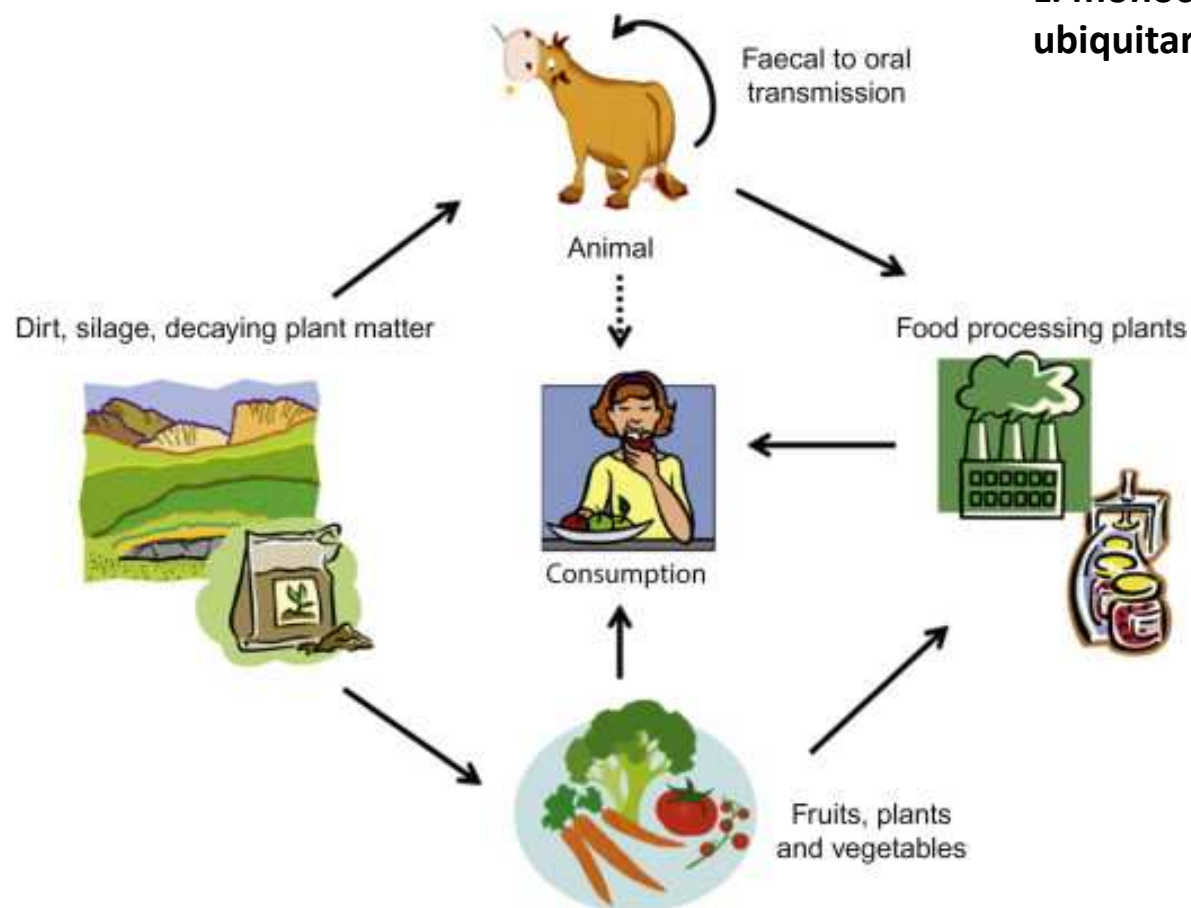 ubiquitar
Faecal to oral
transmission
Animal
Dirt, silage, decaying plant matter
Food processing plants
Consumption
Fruits, plants
and vegetables